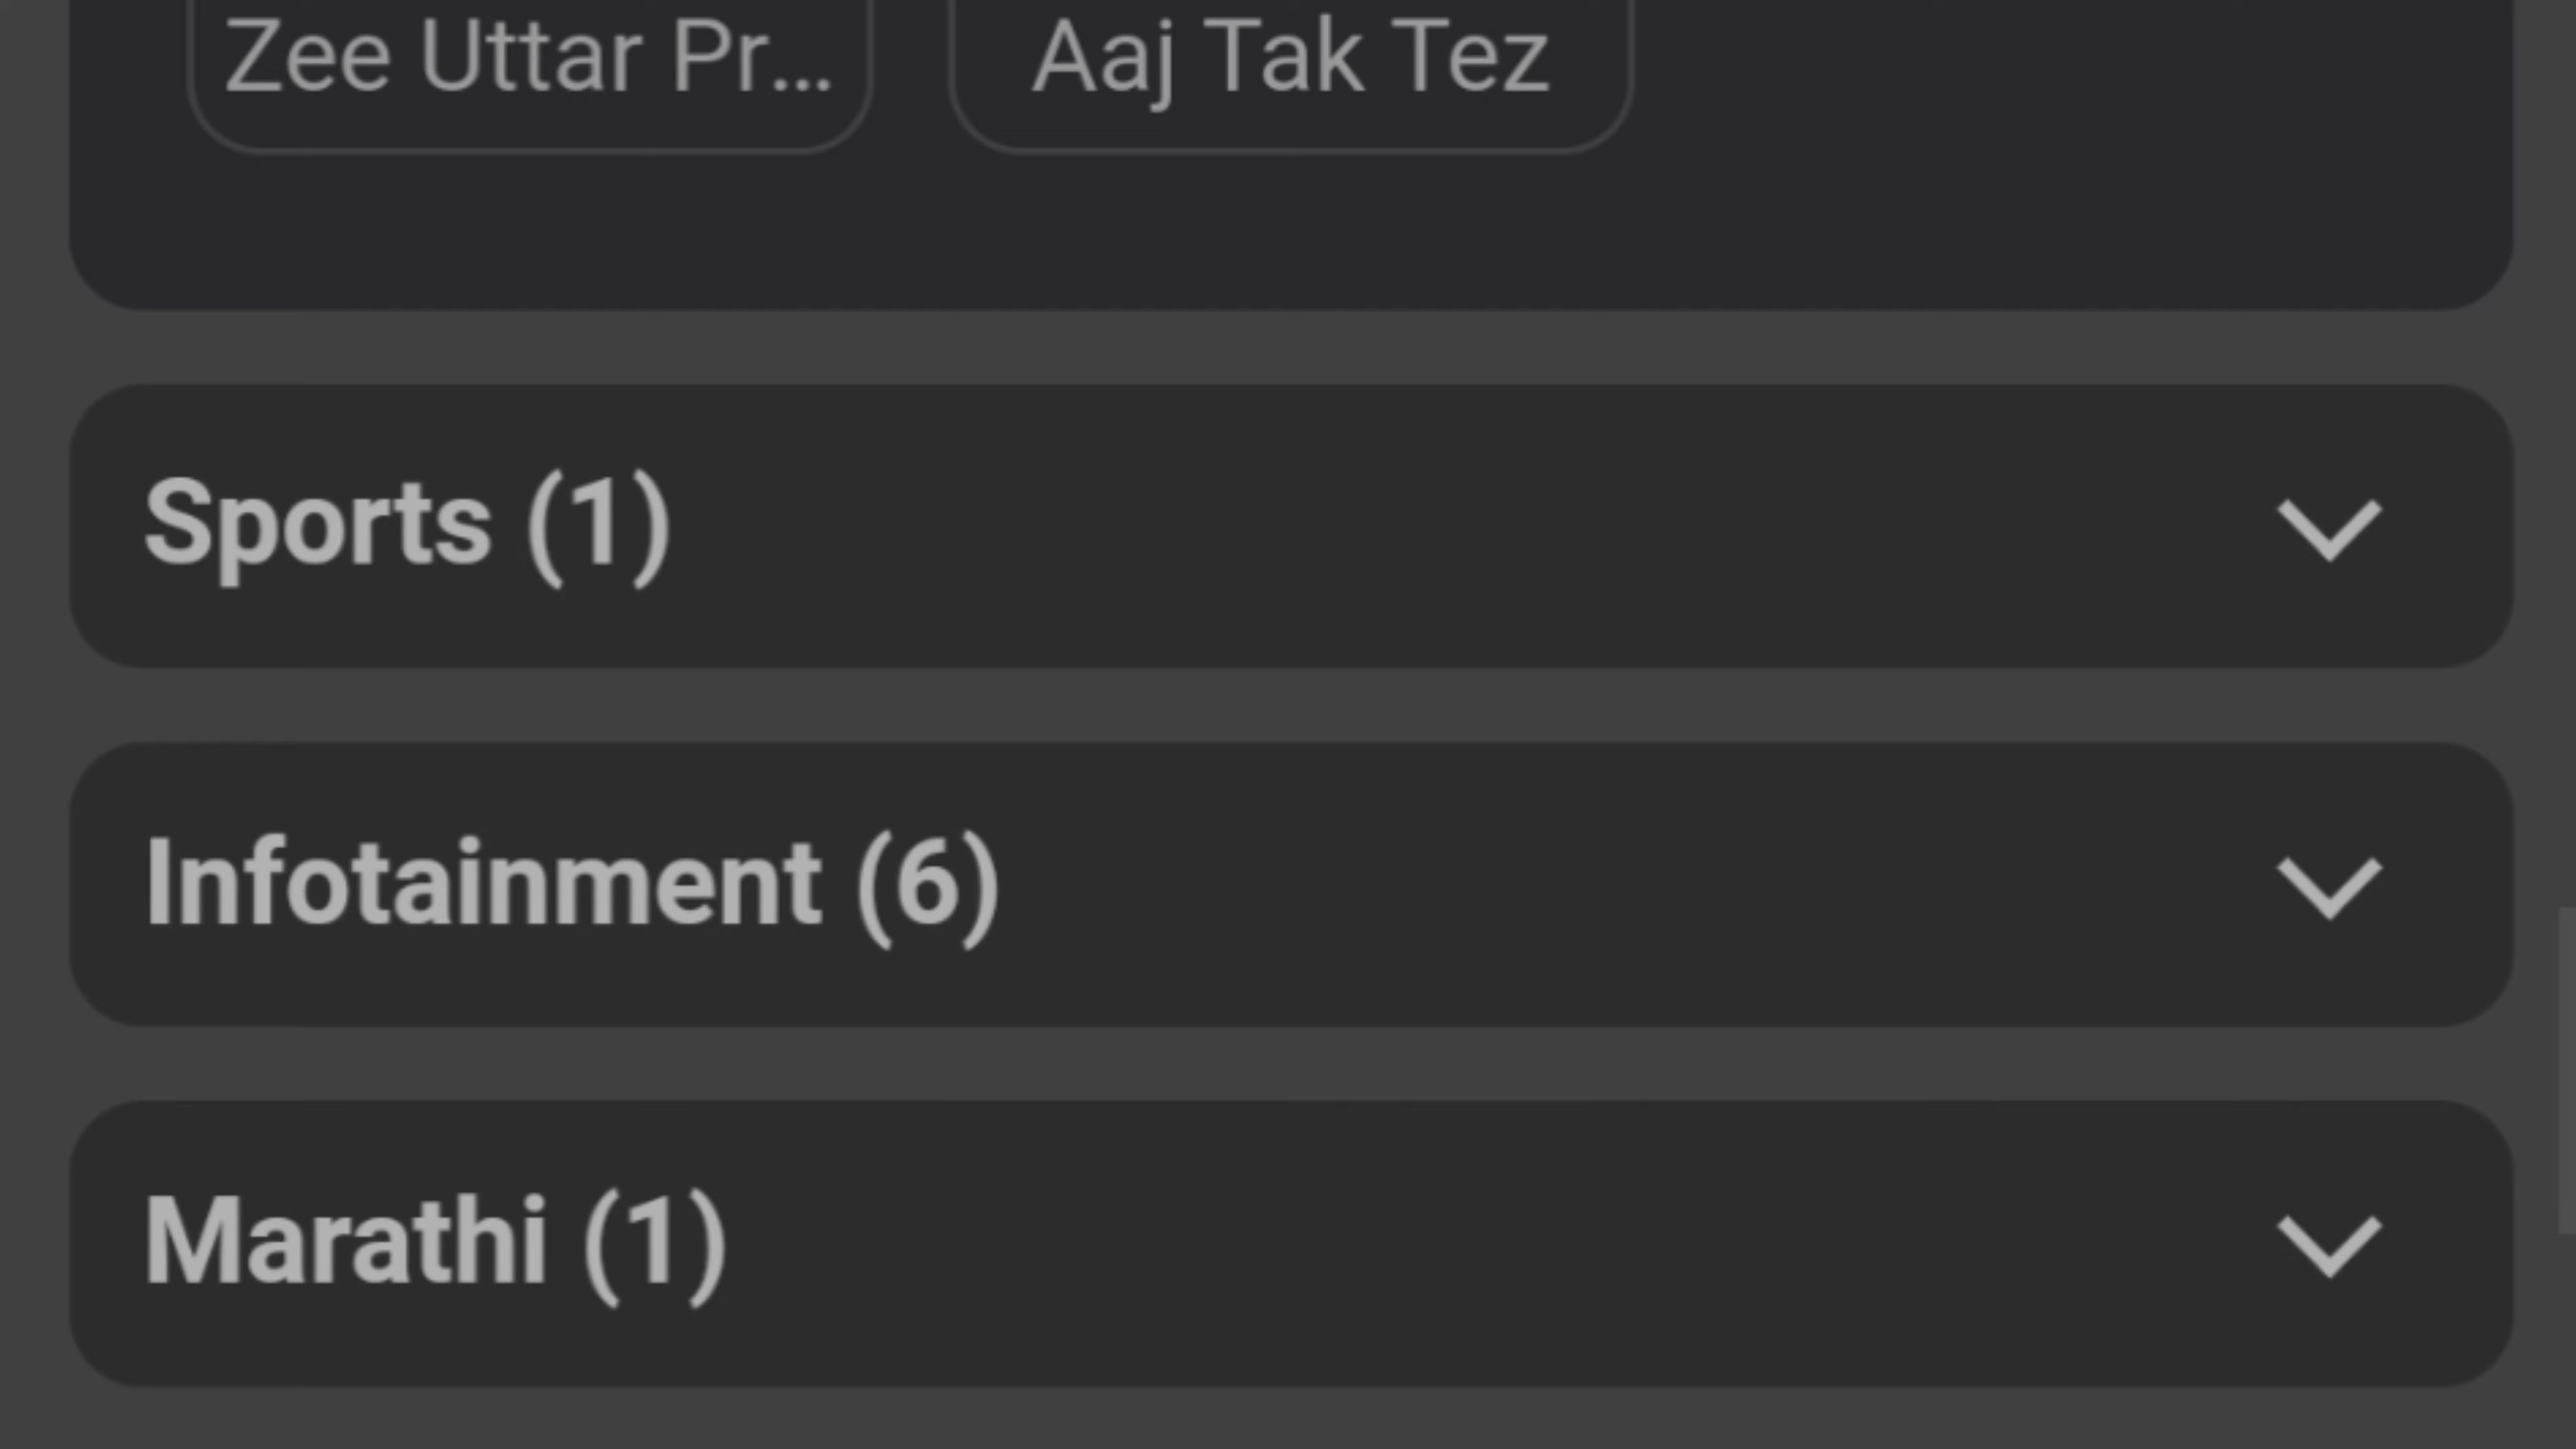 Zee Uttar Pr... Aaj Tak Tez
Sports (1)
Infotainment (6)
Marathi (1)